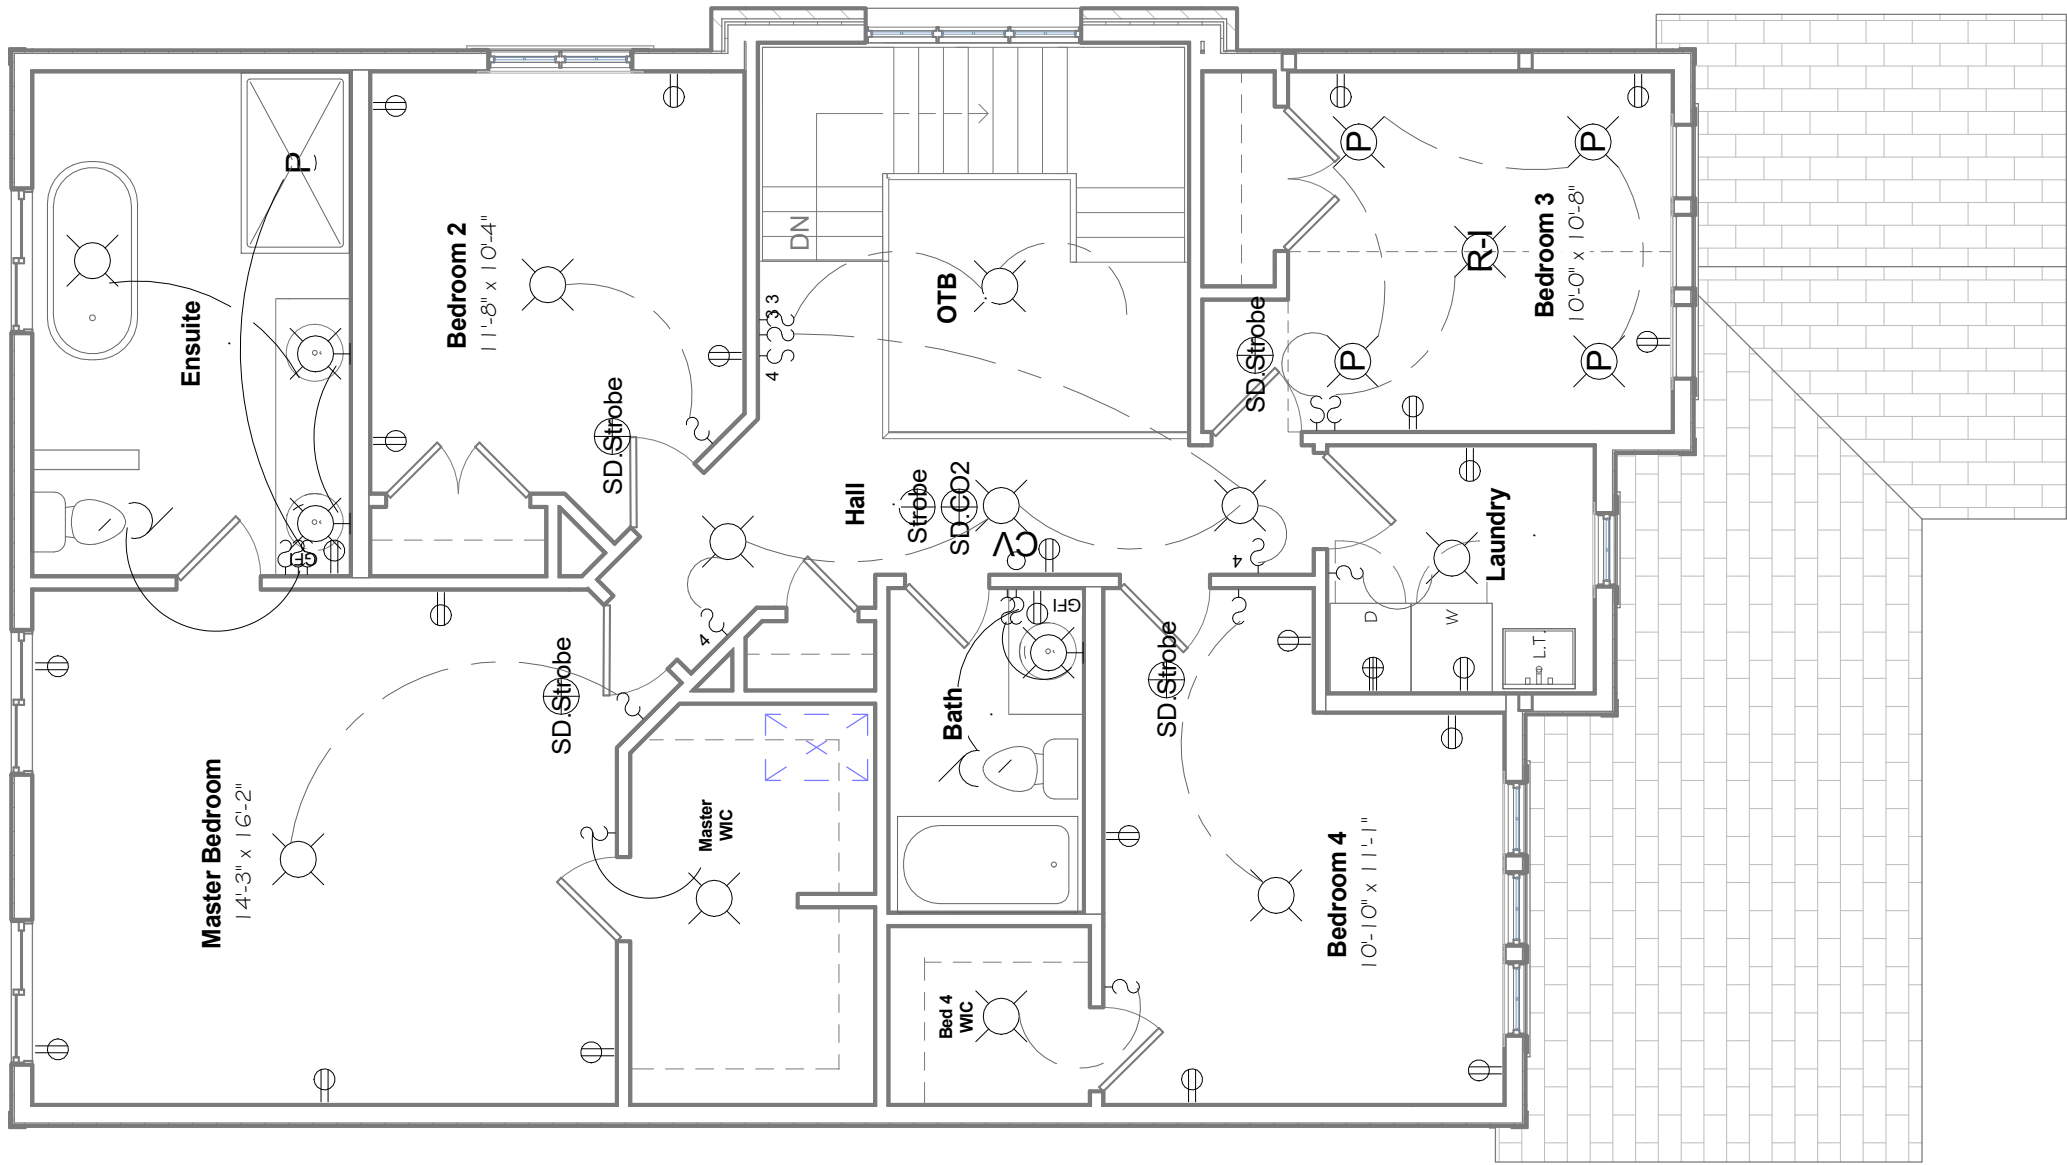 Ensuite
P
GFI
Bedroom 2
11'-8" x 10'-4"
SD.Strobe
DN
OTB
3
3
4
SD.Strobe
P
P
P
P
R-I
Bedroom 3
10'-0" x 10'-8"
Hall
Strobe
SD.CO2
CV
4
Laundry
D
W
L.T.
4
Master Bedroom
14'-3" x 16'-2"
SD.Strobe
Master
WIC
Bath
GFI
SD.Strobe
Bedroom 4
10'-10" x 11'-1"
Bed 4
WIC